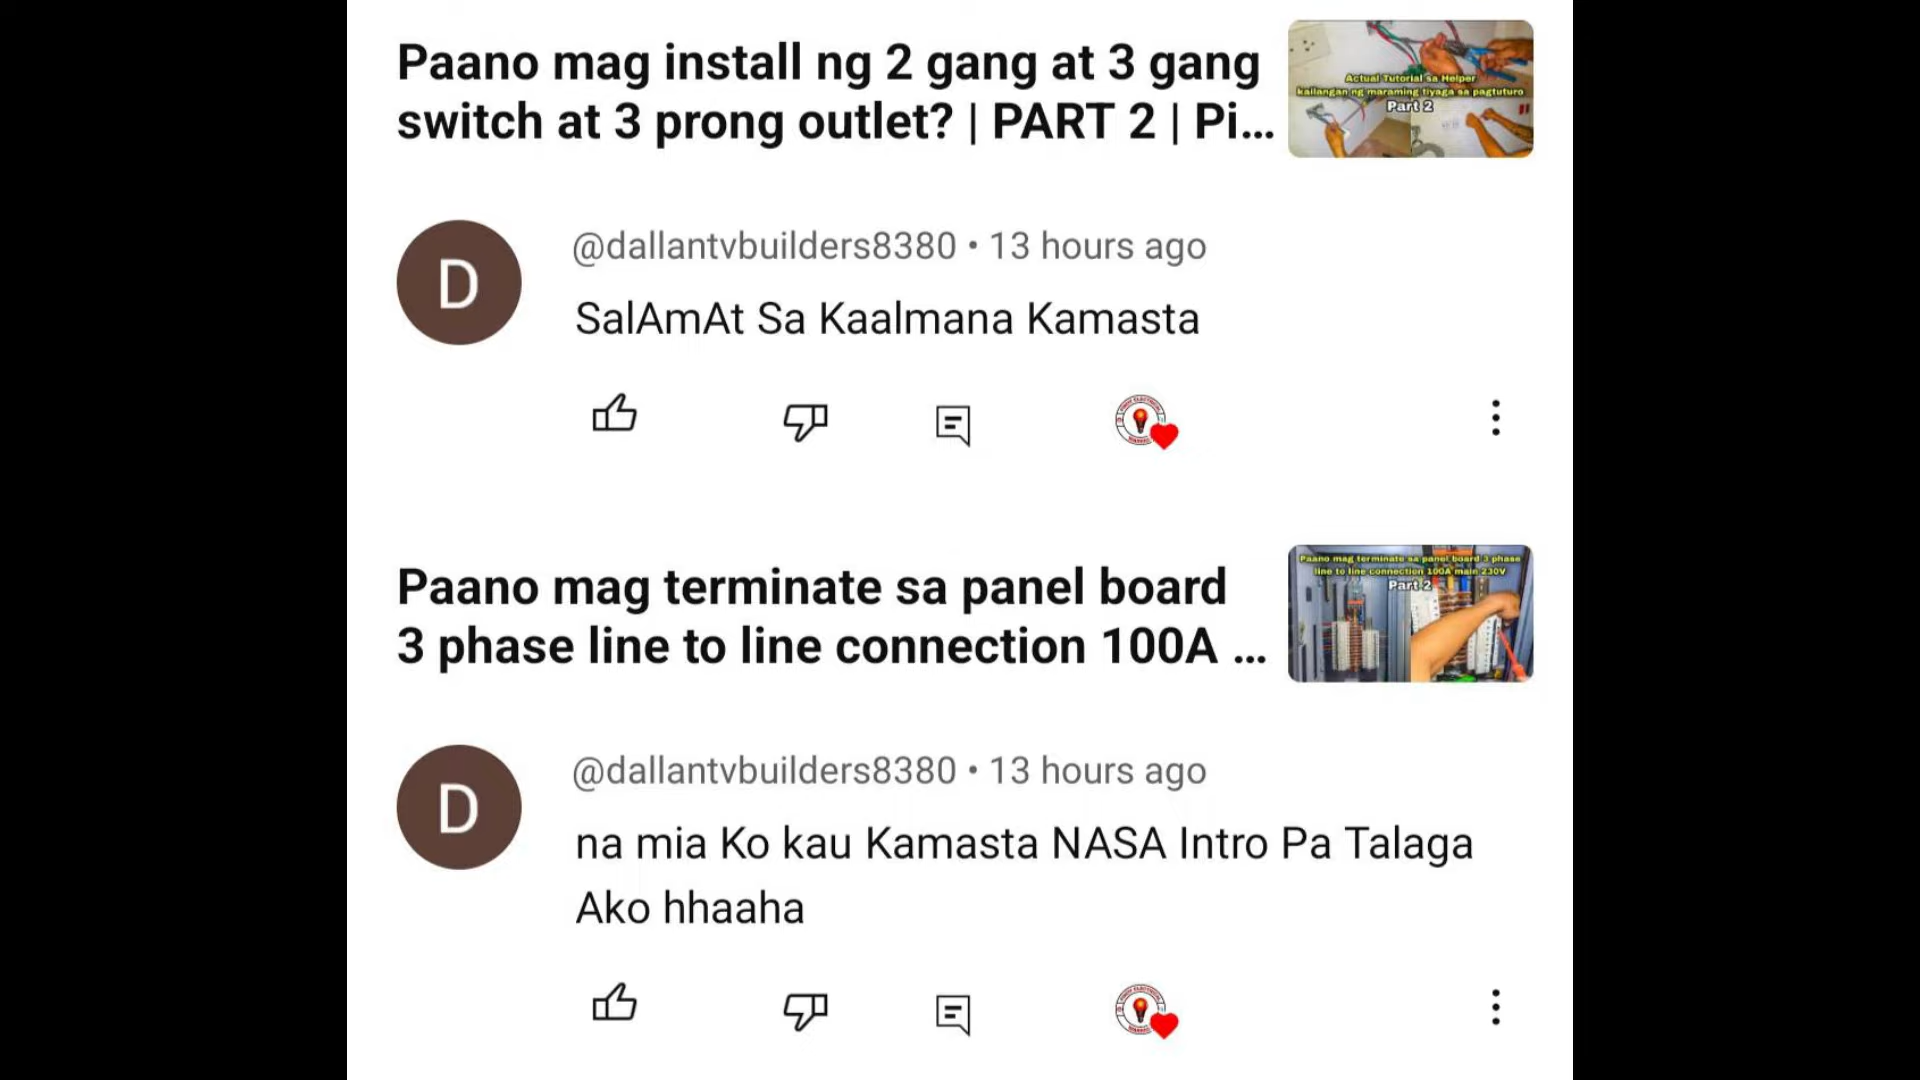 Paano mag install ng 2 gang at 3 gang
switch at 3 prong outlet? | PART 2 | Pi...
Actual Tutorial sa Helper
kailangan ng maraming tiyaga sa pagtuturo
Part 2
D
@dallantvbuilders8380 • 13 hours ago
SalAmAt Sa Kaalmana Kamasta
Paano mag terminate sa panel board
3 phase line to line connection 100A ...
Paano mag terminate sa panel board 3 phase
line to line connection 100A main 230V
Part 2
D
@dallantvbuilders8380 • 13 hours ago
na mia Ko kau Kamasta NASA Intro Pa Talaga
Ako hhaaha